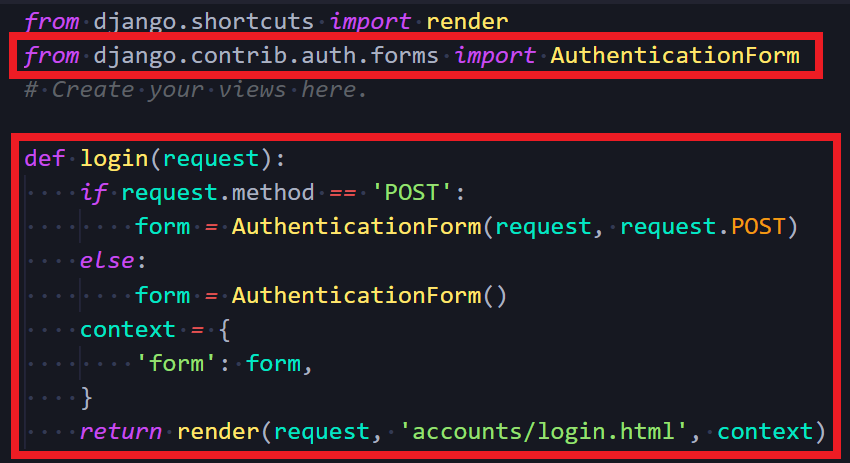 from django.shortcuts import render
from django.contrib.auth.forms import AuthenticationForm
# Create your views here.
def login(request):
    if request.method == 'POST':
        form = AuthenticationForm(request, request.POST)
    else:
        form = AuthenticationForm()
    context = {
        'form': form,
    }
    return render(request, 'accounts/login.html', context)